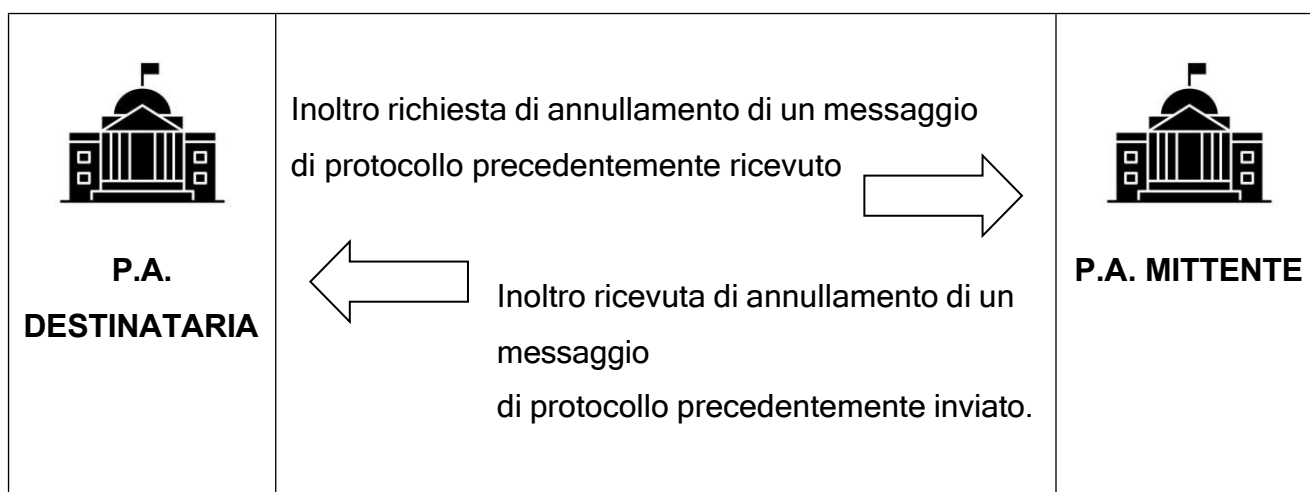 P.A.
DESTINATARIA
Inoltro richiesta di annullamento di un messaggio
di protocollo precedentemente ricevuto
Inoltro ricevuta di annullamento di un
messaggio
di protocollo precedentemente inviato.
P.A. MITTENTE